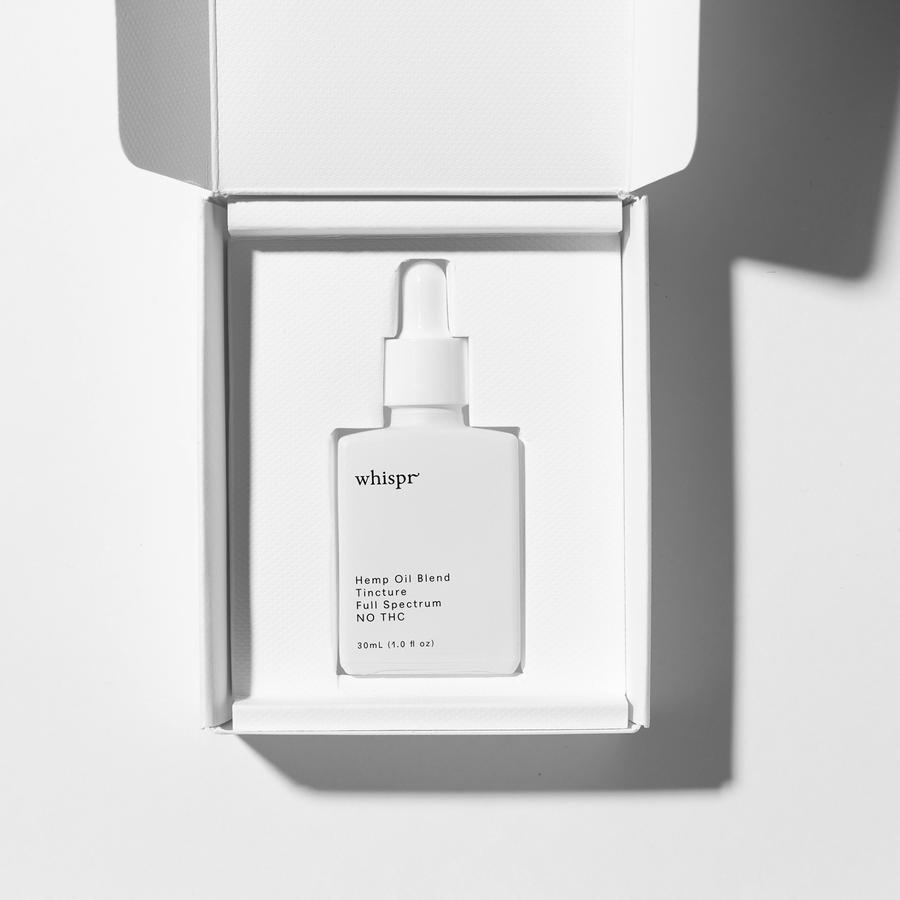 whispr~
Hemp Oil Blend
Tincture
Full Spectrum
NO THC
30mL (1.0 fl oz)